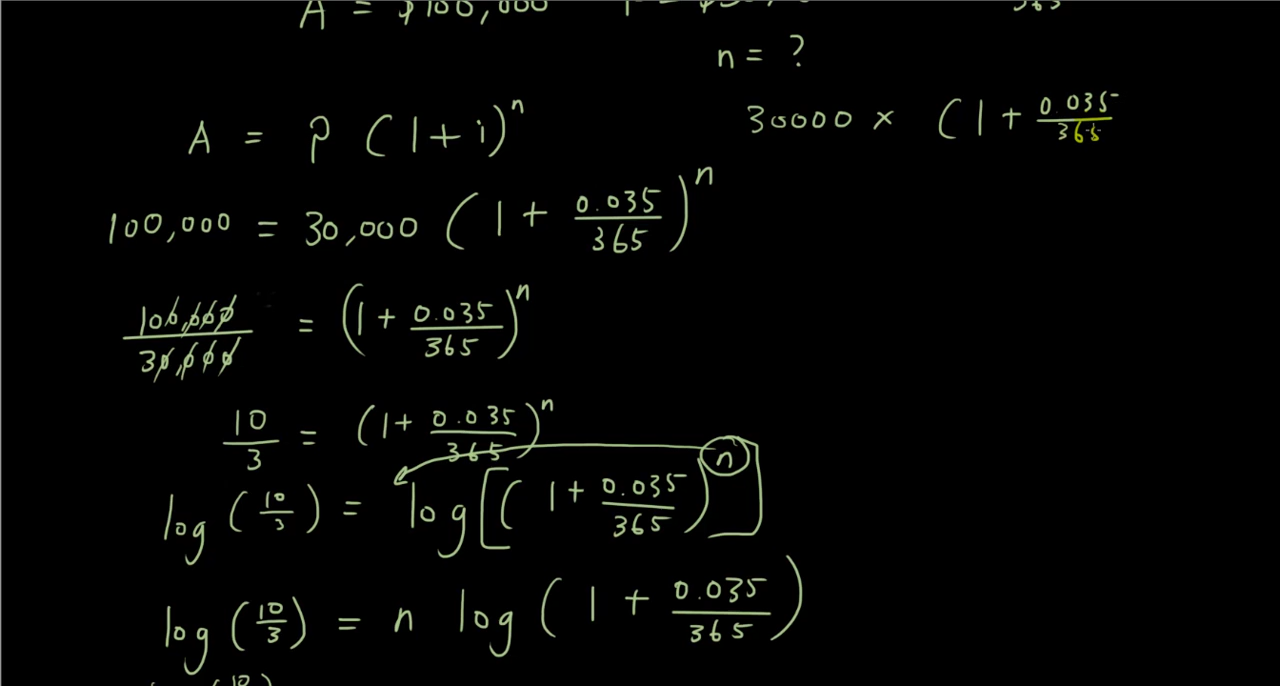 A = $100,000
n = ?
30000 × (1 + 0.035/365
A = P (1+i)^n
100,000 = 30,000 (1 + 0.035/365)^n
100,000/30,000 = (1 + 0.035/365)^n
10/3 = (1+ 0.035/365)^n
log (10/3) = log[(1 + 0.035/365)^n]
log (10/3) = n log (1 + 0.035/365)